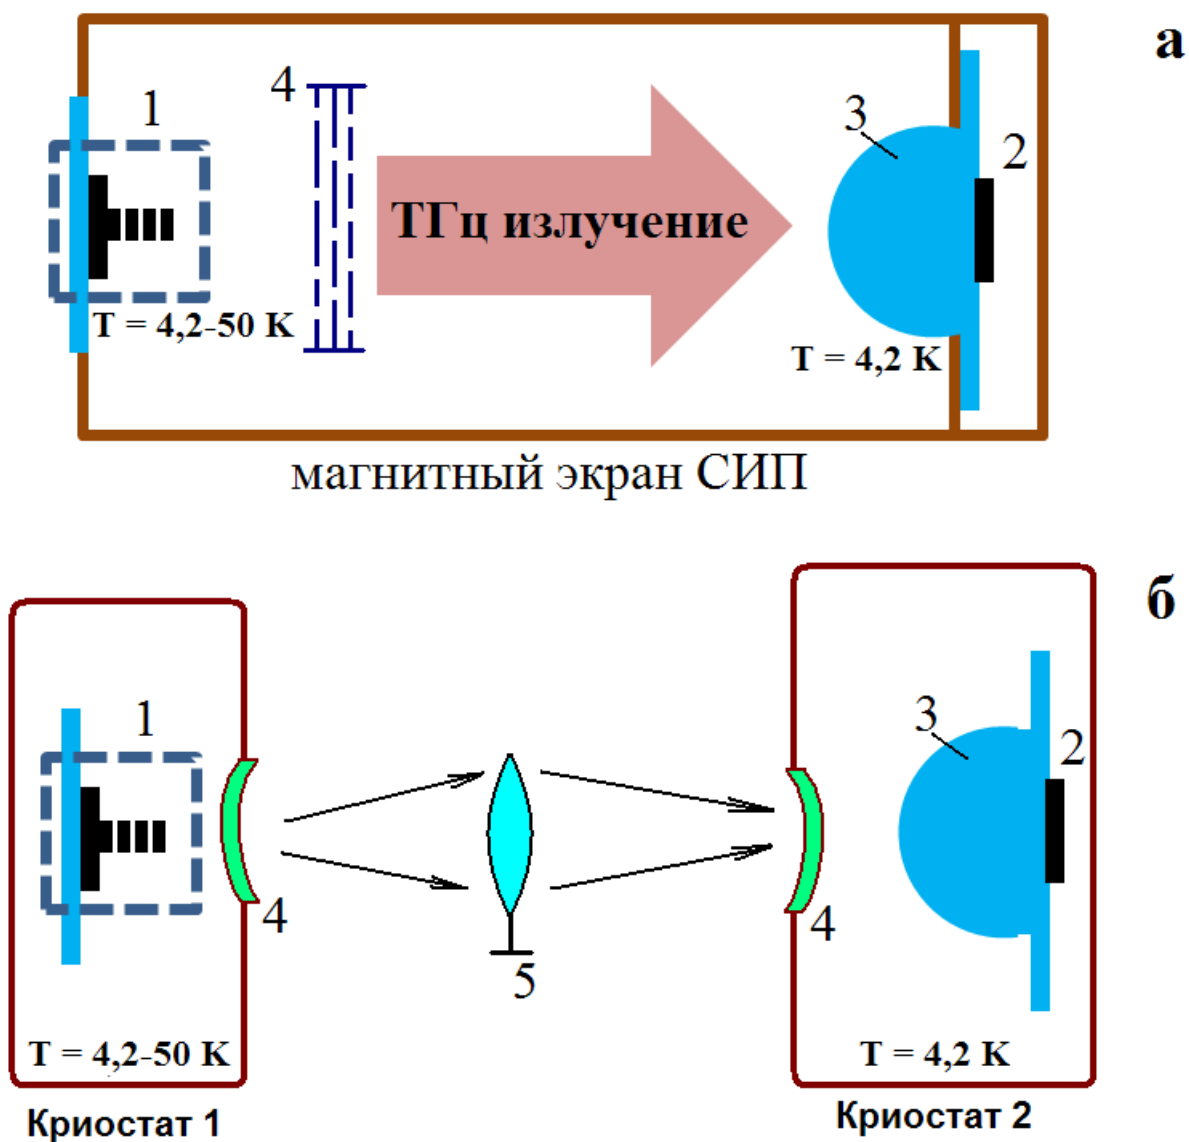 а
1
4
3
2
ТГц излучение
T = 4,2-50 K
T = 4,2 K
магнитный экран СИП
б
1
3
2
4
4
5
T = 4,2-50 K
T = 4,2 K
Криостат 1
Криостат 2